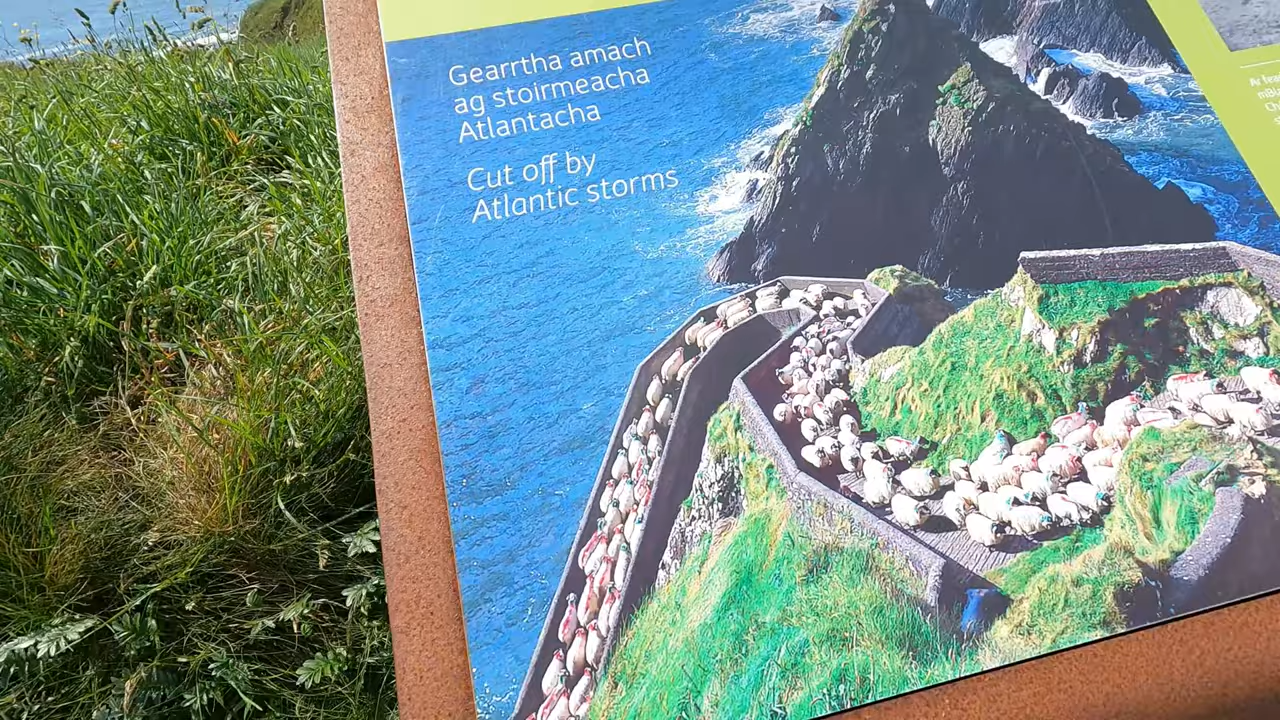 Gearrtha amach
ag stoirmeacha
Atlantacha
Cut off by
Atlantic storms